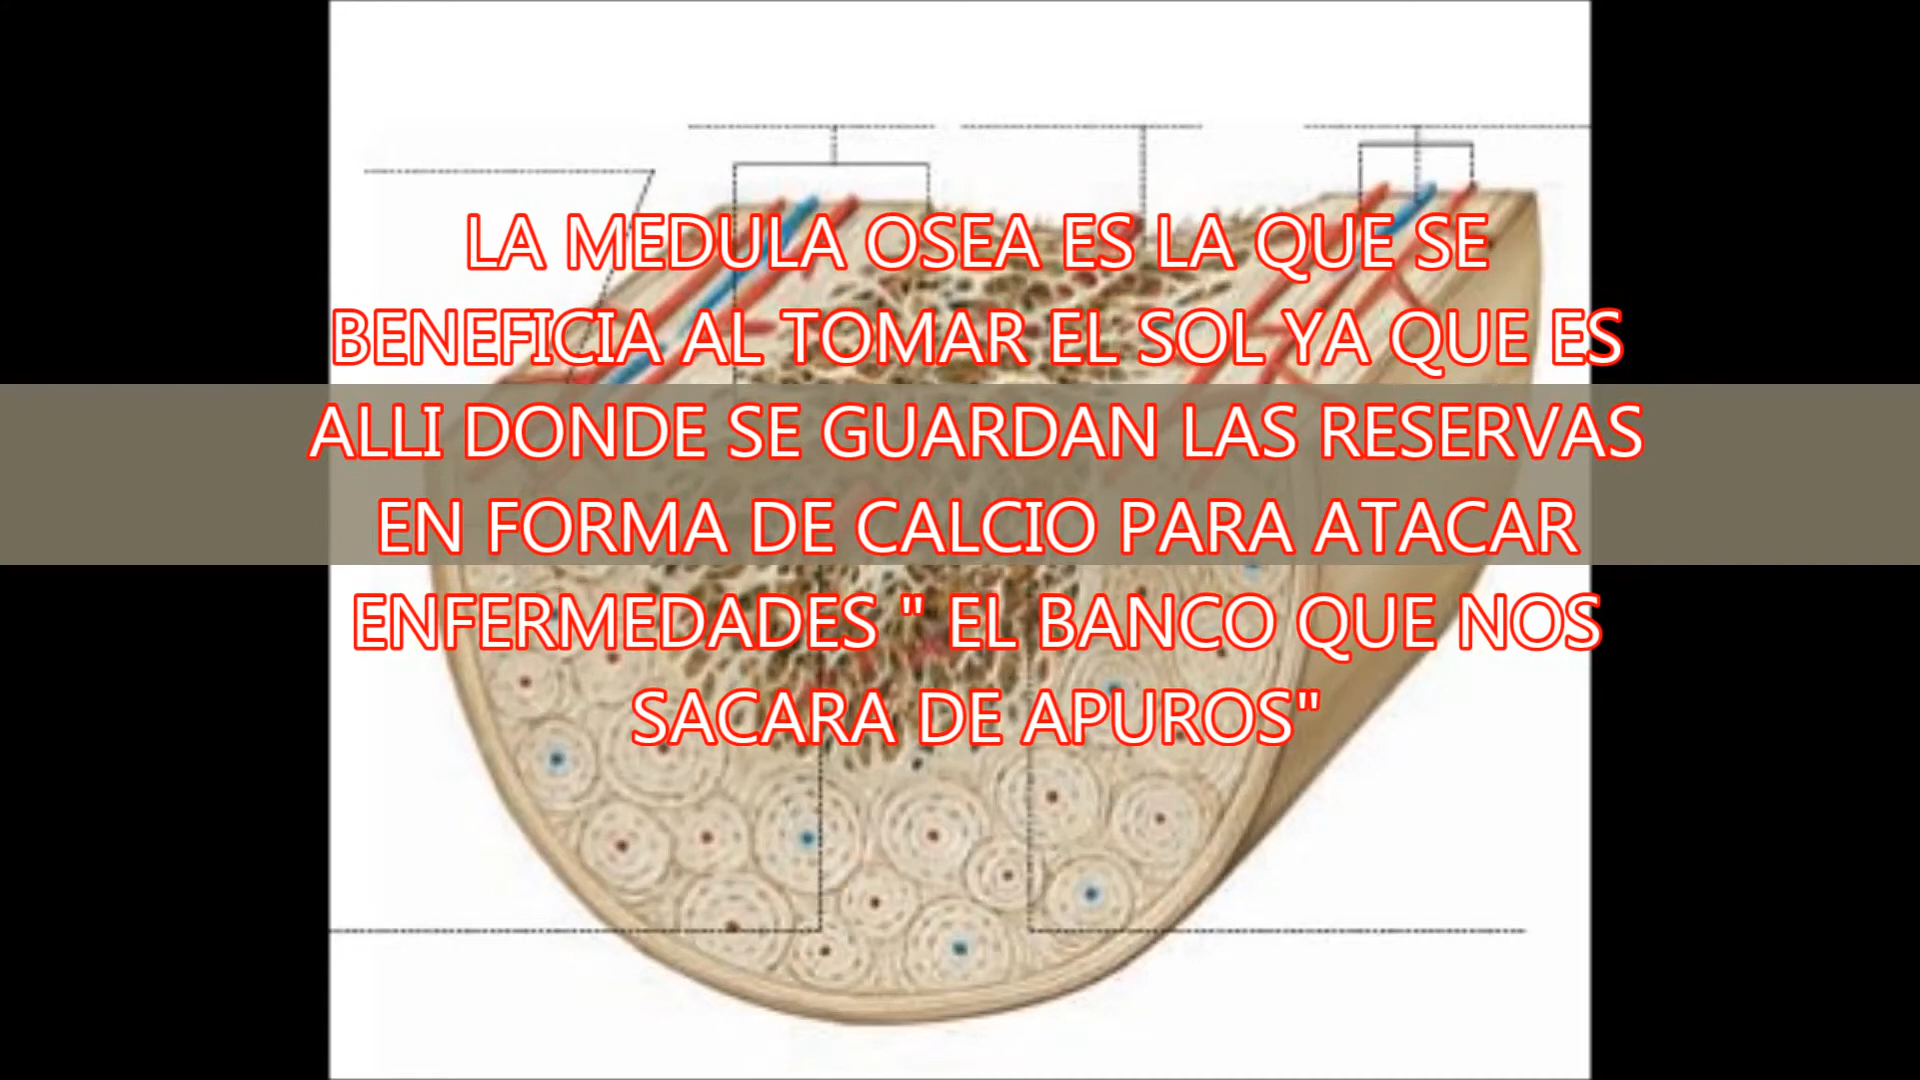 LA MEDULA OSEA ES LA QUE SE
BENEFICIA AL TOMAR EL SOL YA QUE ES
ALLI DONDE SE GUARDAN LAS RESERVAS
EN FORMA DE CALCIO PARA ATACAR
ENFERMEDADES " EL BANCO QUE NOS
SACARA DE APUROS"